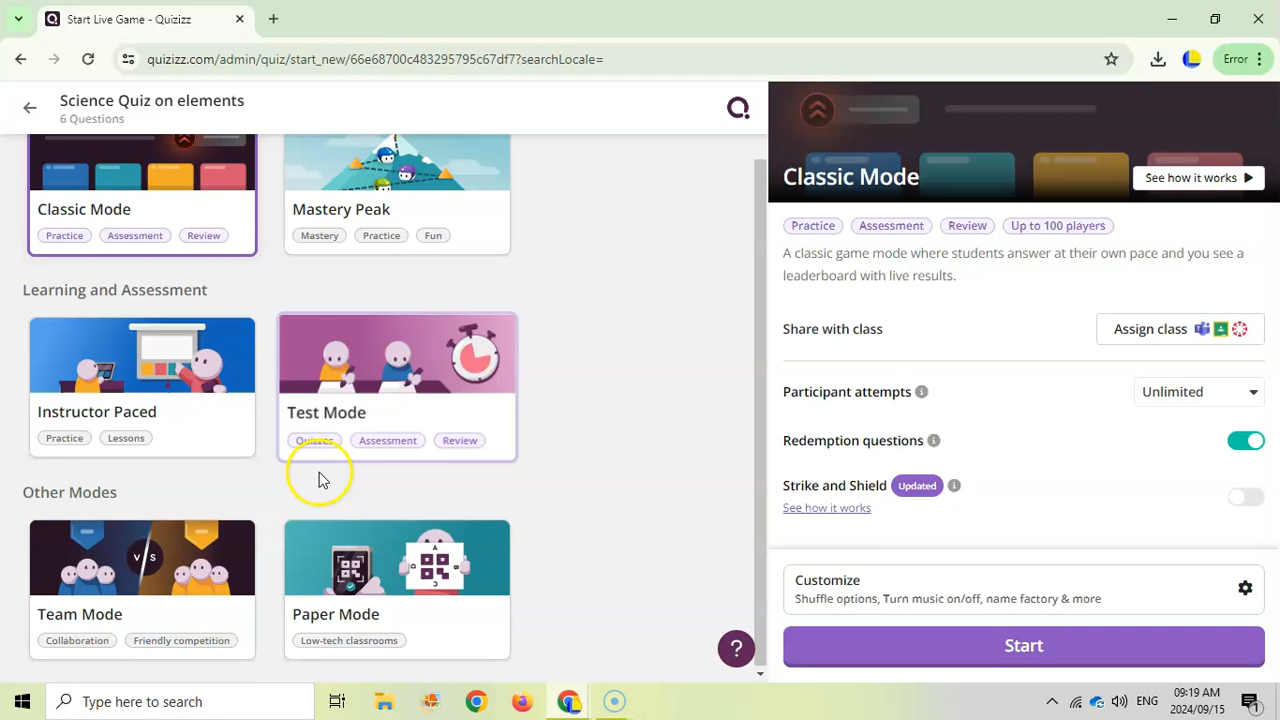 Start Live Game - Quizizz
quizizz.com/admin/quiz/start_new/66e68700c483295795c67df7?searchLocale=
Error
Science Quiz on elements
6 Questions
Classic Mode
Practice Assessment Review
Mastery Peak
Mastery Practice Fun
Learning and Assessment
Instructor Paced
Practice Lessons
Test Mode
Quizzes Assessment Review
Other Modes
V S
Team Mode
Collaboration Friendly competition
A
D
C
Paper Mode
Low-tech classrooms
?
Classic Mode
See how it works
Practice Assessment Review Up to 100 players
A classic game mode where students answer at their own pace and you see a
leaderboard with live results.
Share with class
Assign class
Participant attempts
Unlimited
Redemption questions
Strike and Shield Updated
See how it works
Customize
Shuffle options, Turn music on/off, name factory & more
Start
Type here to search
ENG
09:19 AM
2024/09/15
1